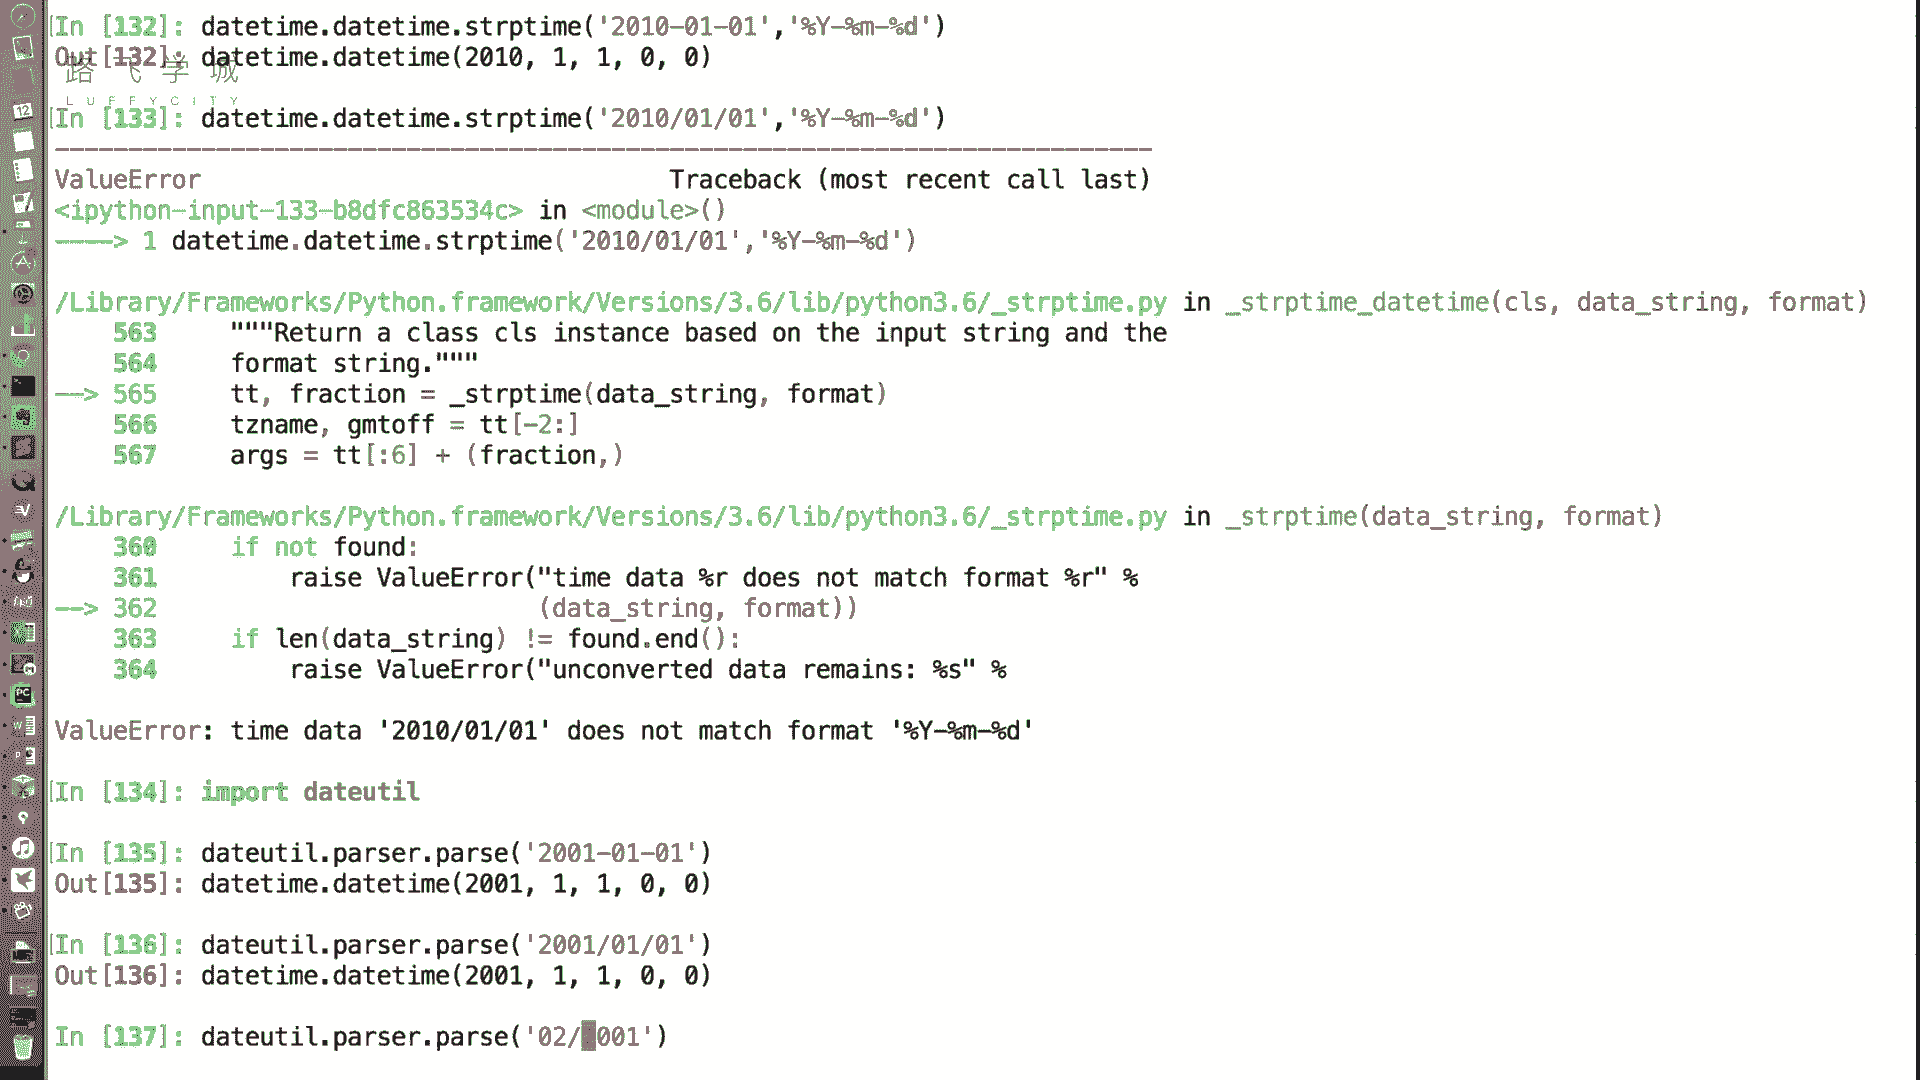 In [132]: datetime.datetime.strptime('2010-01-01','%Y-%m-%d')
Out[132]: datetime.datetime(2010, 1, 1, 0, 0)
路飞学城
LUFFYCITY
In [133]: datetime.datetime.strptime('2010/01/01','%Y-%m-%d')
---------------------------------------------------------------------------
ValueError                                Traceback (most recent call last)
<ipython-input-133-b8dfc863534c> in <module>()
----> 1 datetime.datetime.strptime('2010/01/01','%Y-%m-%d')
/Library/Frameworks/Python.framework/Versions/3.6/lib/python3.6/_strptime.py in _strptime_datetime(cls, data_string, format)
    563     """Return a class cls instance based on the input string and the
    564     format string."""
--> 565     tt, fraction = _strptime(data_string, format)
    566     tzname, gmtoff = tt[-2:]
    567     args = tt[:6] + (fraction,)
/Library/Frameworks/Python.framework/Versions/3.6/lib/python3.6/_strptime.py in _strptime(data_string, format)
    360     if not found:
    361         raise ValueError("time data %r does not match format %r" %
--> 362                          (data_string, format))
    363     if len(data_string) != found.end():
    364         raise ValueError("unconverted data remains: %s" %
ValueError: time data '2010/01/01' does not match format '%Y-%m-%d'
In [134]: import dateutil
In [135]: dateutil.parser.parse('2001-01-01')
Out[135]: datetime.datetime(2001, 1, 1, 0, 0)
In [136]: dateutil.parser.parse('2001/01/01')
Out[136]: datetime.datetime(2001, 1, 1, 0, 0)
In [137]: dateutil.parser.parse('02/001')
12
PC
W
P